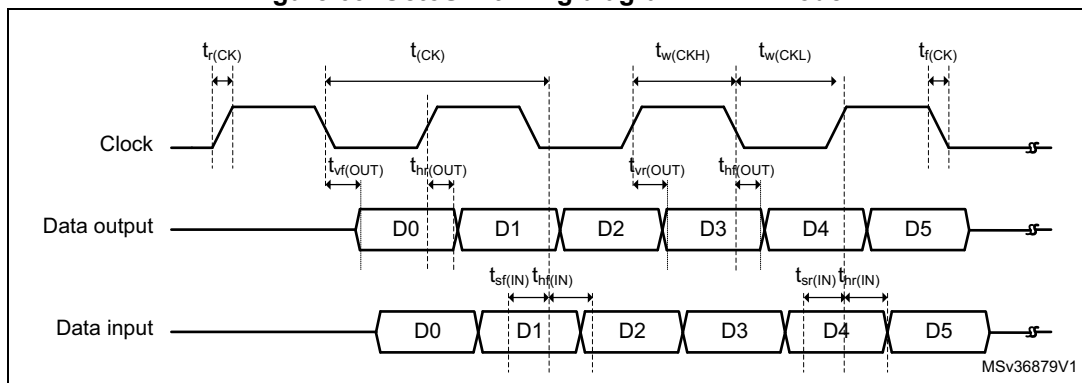 t_r(CK) t_(CK) t_w(CKH) t_w(CKL) t_f(CK)
Clock
t_vf(OUT) t_hr(OUT) t_vr(OUT) t_hf(OUT)
Data output D0 D1 D2 D3 D4 D5
t_sf(IN) t_hf(IN) t_sr(IN) t_hr(IN)
Data input D0 D1 D2 D3 D4 D5
MSv36879V1